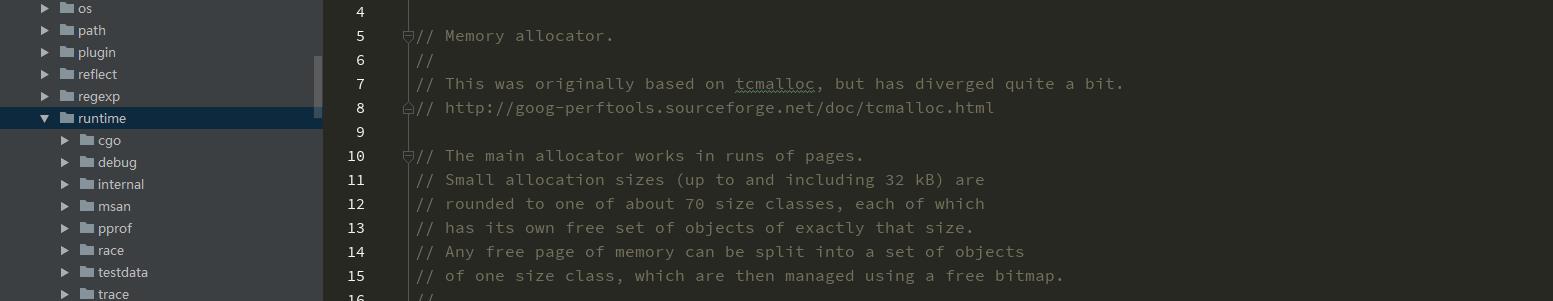 os
path
plugin
reflect
regexp
runtime
cgo
debug
internal
msan
pprof
race
testdata
trace
4
5 // Memory allocator.
6 //
7 // This was originally based on tcmalloc, but has diverged quite a bit.
8 // http://goog-perftools.sourceforge.net/doc/tcmalloc.html
9
10 // The main allocator works in runs of pages.
11 // Small allocation sizes (up to and including 32 kB) are
12 // rounded to one of about 70 size classes, each of which
13 // has its own free set of objects of exactly that size.
14 // Any free page of memory can be split into a set of objects
15 // of one size class, which are then managed using a free bitmap.
16 //